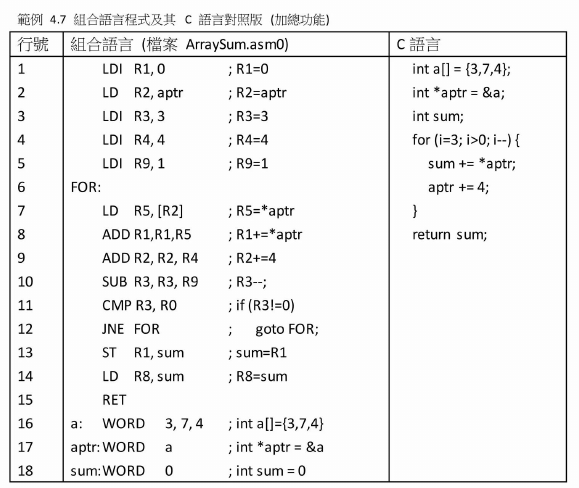 範例 4.7 組合語言程式及其 C 語言對照版 (加總功能)
行號 組合語言 (檔案 ArraySum.asm0) C 語言
1 LDI R1, 0 ; R1=0 int a[] = {3,7,4};
2 LD R2, aptr ; R2=aptr int *aptr = &a;
3 LDI R3, 3 ; R3=3 int sum;
4 LDI R4, 4 ; R4=4 for (i=3; i>0; i--) {
5 LDI R9, 1 ; R9=1 sum += *aptr;
6 FOR: aptr += 4;
7 LD R5, [R2] ; R5=*aptr }
8 ADD R1,R1,R5 ; R1+=*aptr return sum;
9 ADD R2, R2, R4 ; R2+=4
10 SUB R3, R3, R9 ; R3--;
11 CMP R3, R0 ; if (R3!=0)
12 JNE FOR ; goto FOR;
13 ST R1, sum ; sum=R1
14 LD R8, sum ; R8=sum
15 RET
16 a: WORD 3, 7, 4 ; int a[]={3,7,4}
17 aptr: WORD a ; int *aptr = &a
18 sum: WORD 0 ; int sum = 0